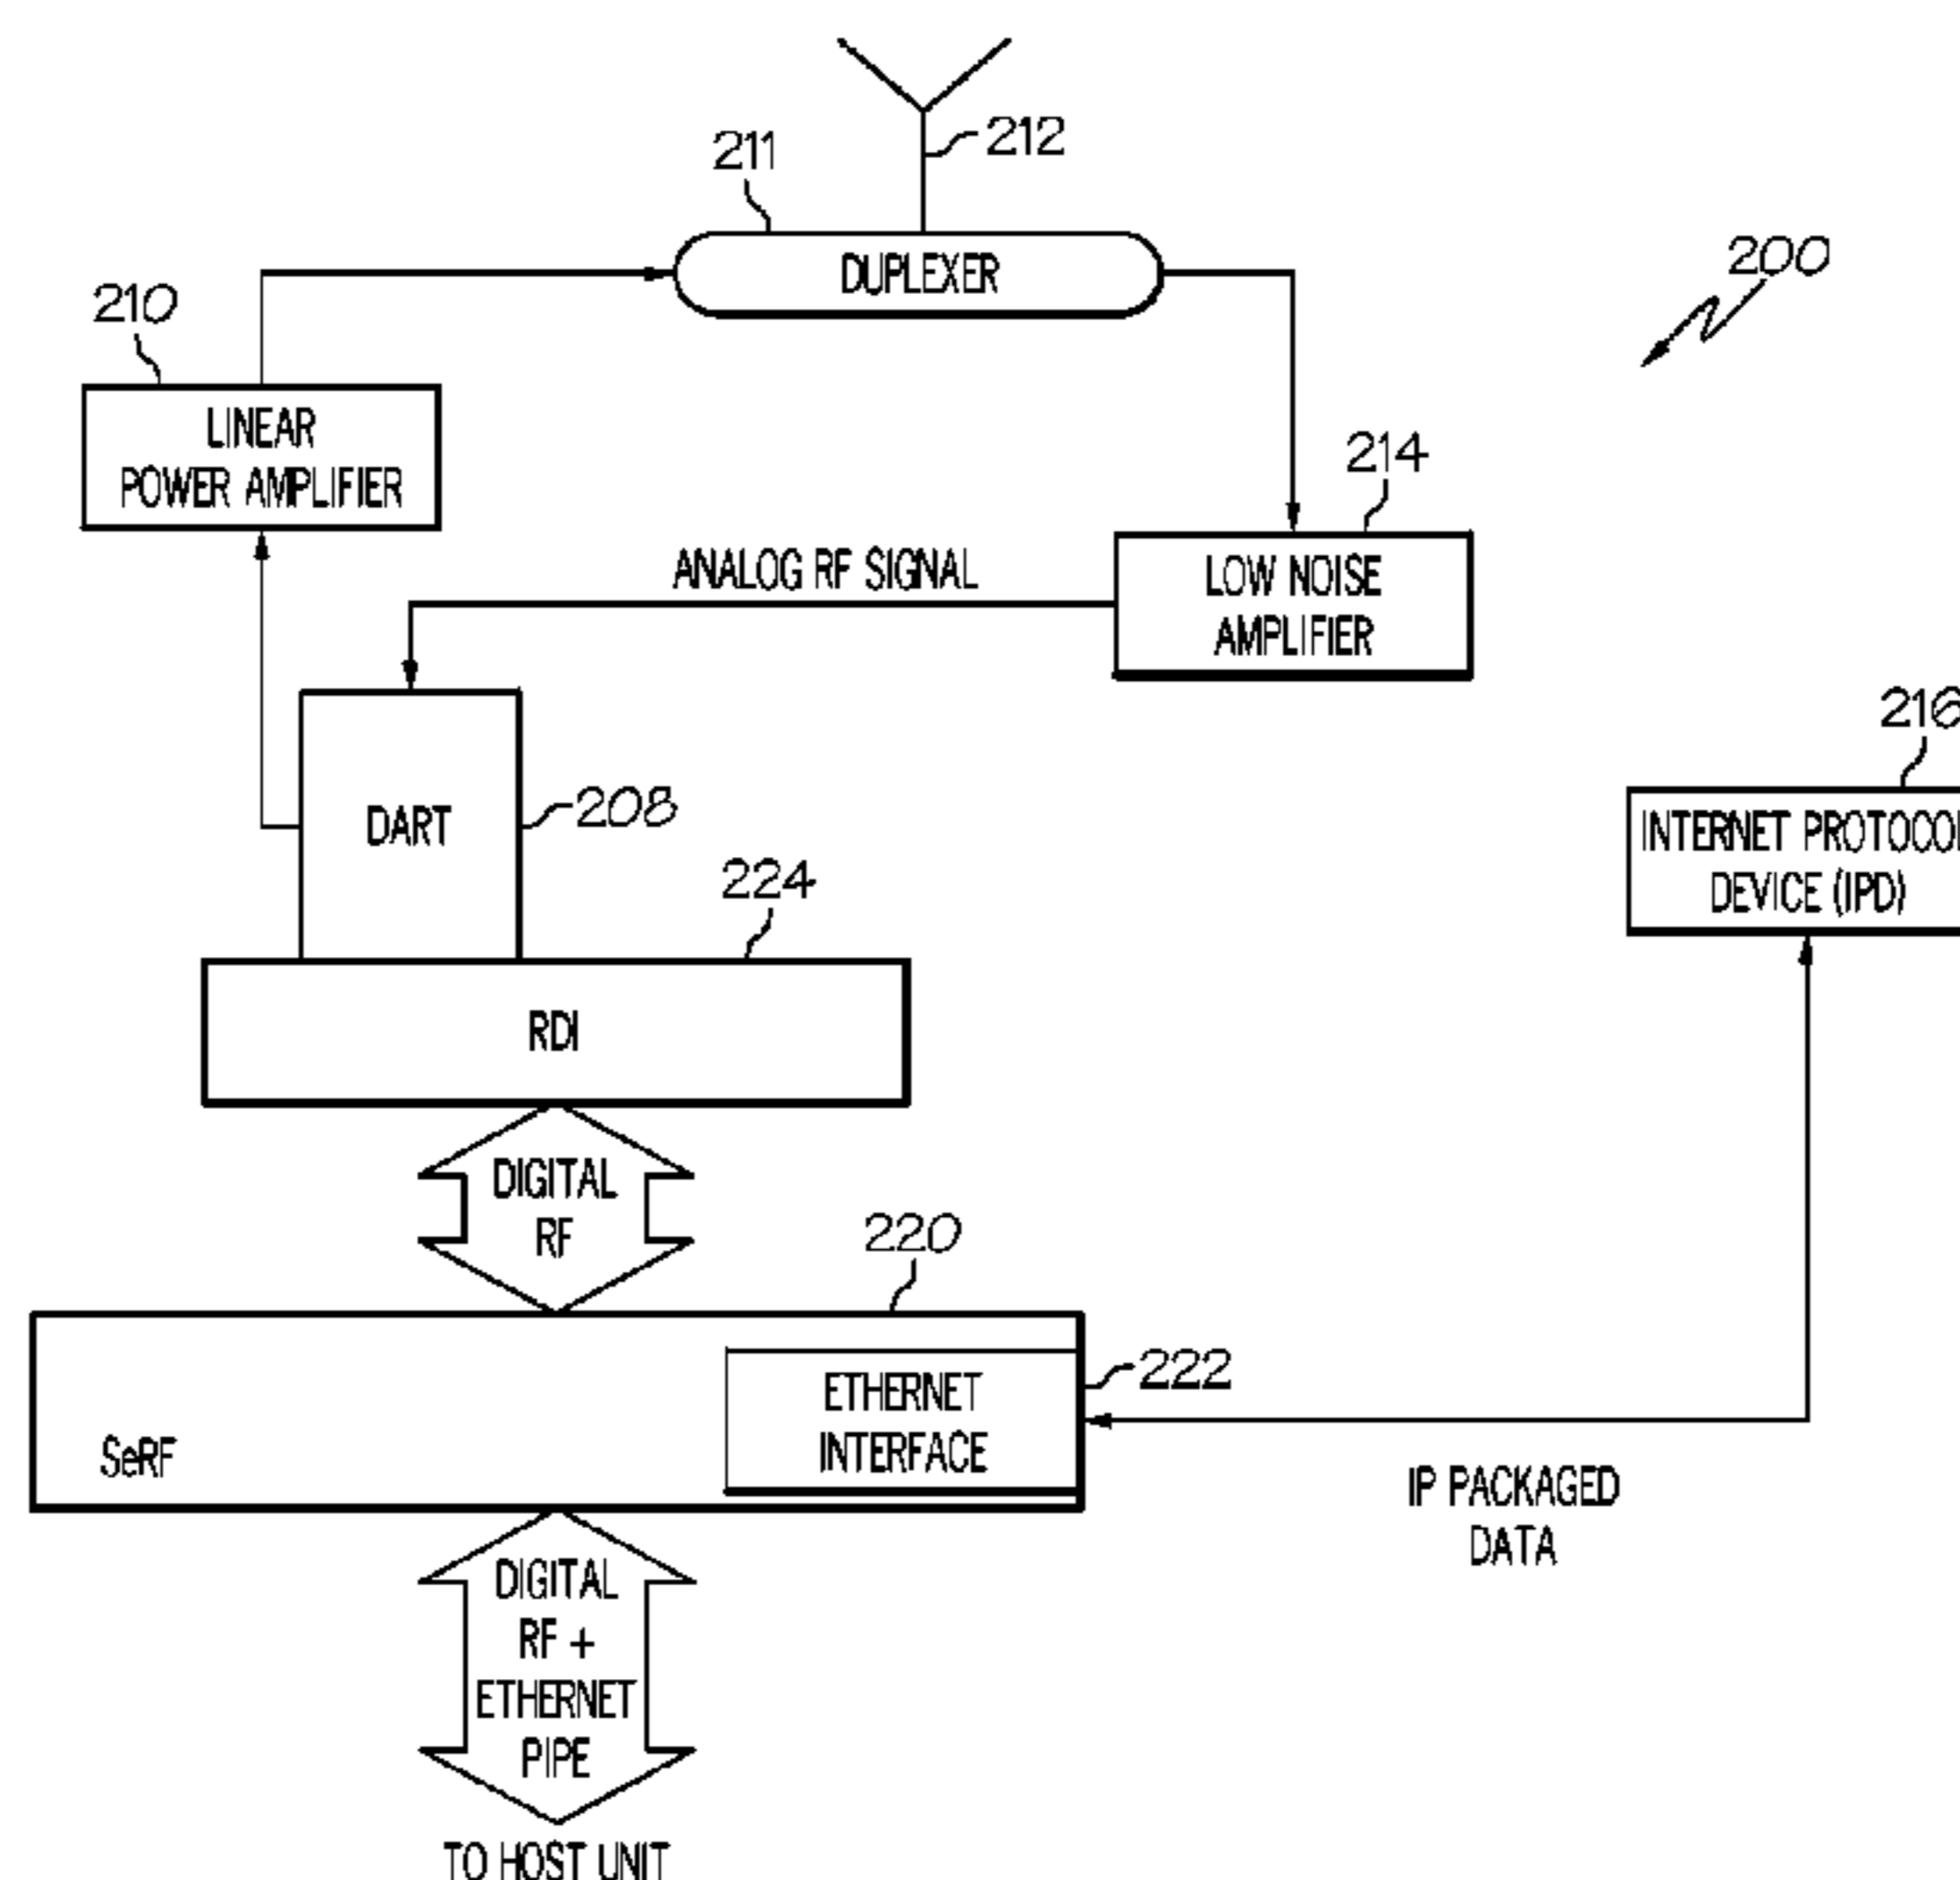 212
211
DUPLEXER
200
210
LINEAR
POWER AMPLIFIER
214
ANALOG RF SIGNAL
LOW NOISE
AMPLIFIER
216
DART
208
INTERNET PROTOCOL
DEVICE (IPD)
224
RDI
DIGITAL
RF
220
222
ETHERNET
INTERFACE
SeRF
IP PACKAGED
DATA
DIGITAL
RF +
ETHERNET
PIPE
TO HOST UNIT